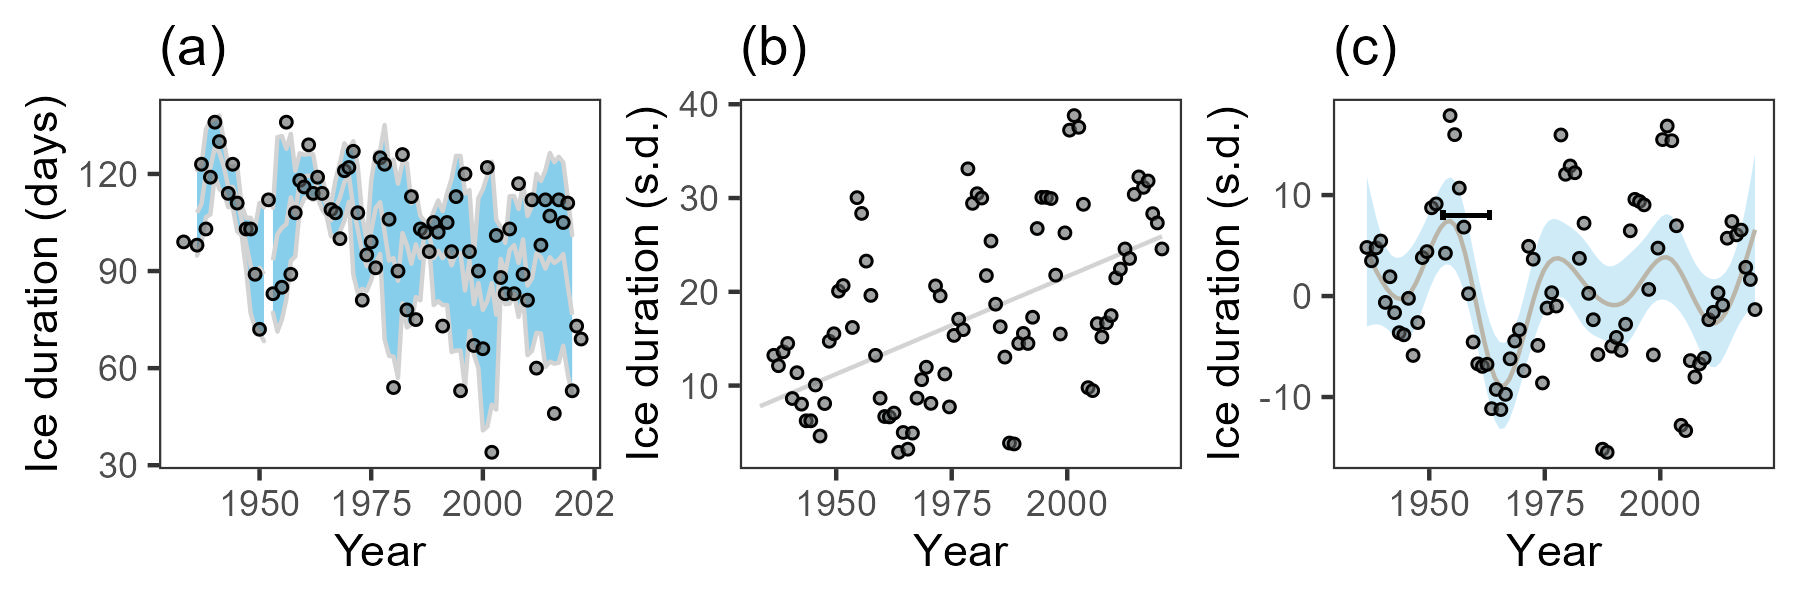 (a) (b) (c)
Ice duration (days)
120
90
60
30
1950 1975 2000 202
Year
Ice duration (s.d.)
40
30
20
10
1950 1975 2000
Year
Ice duration (s.d.)
10
0
-10
1950 1975 2000
Year